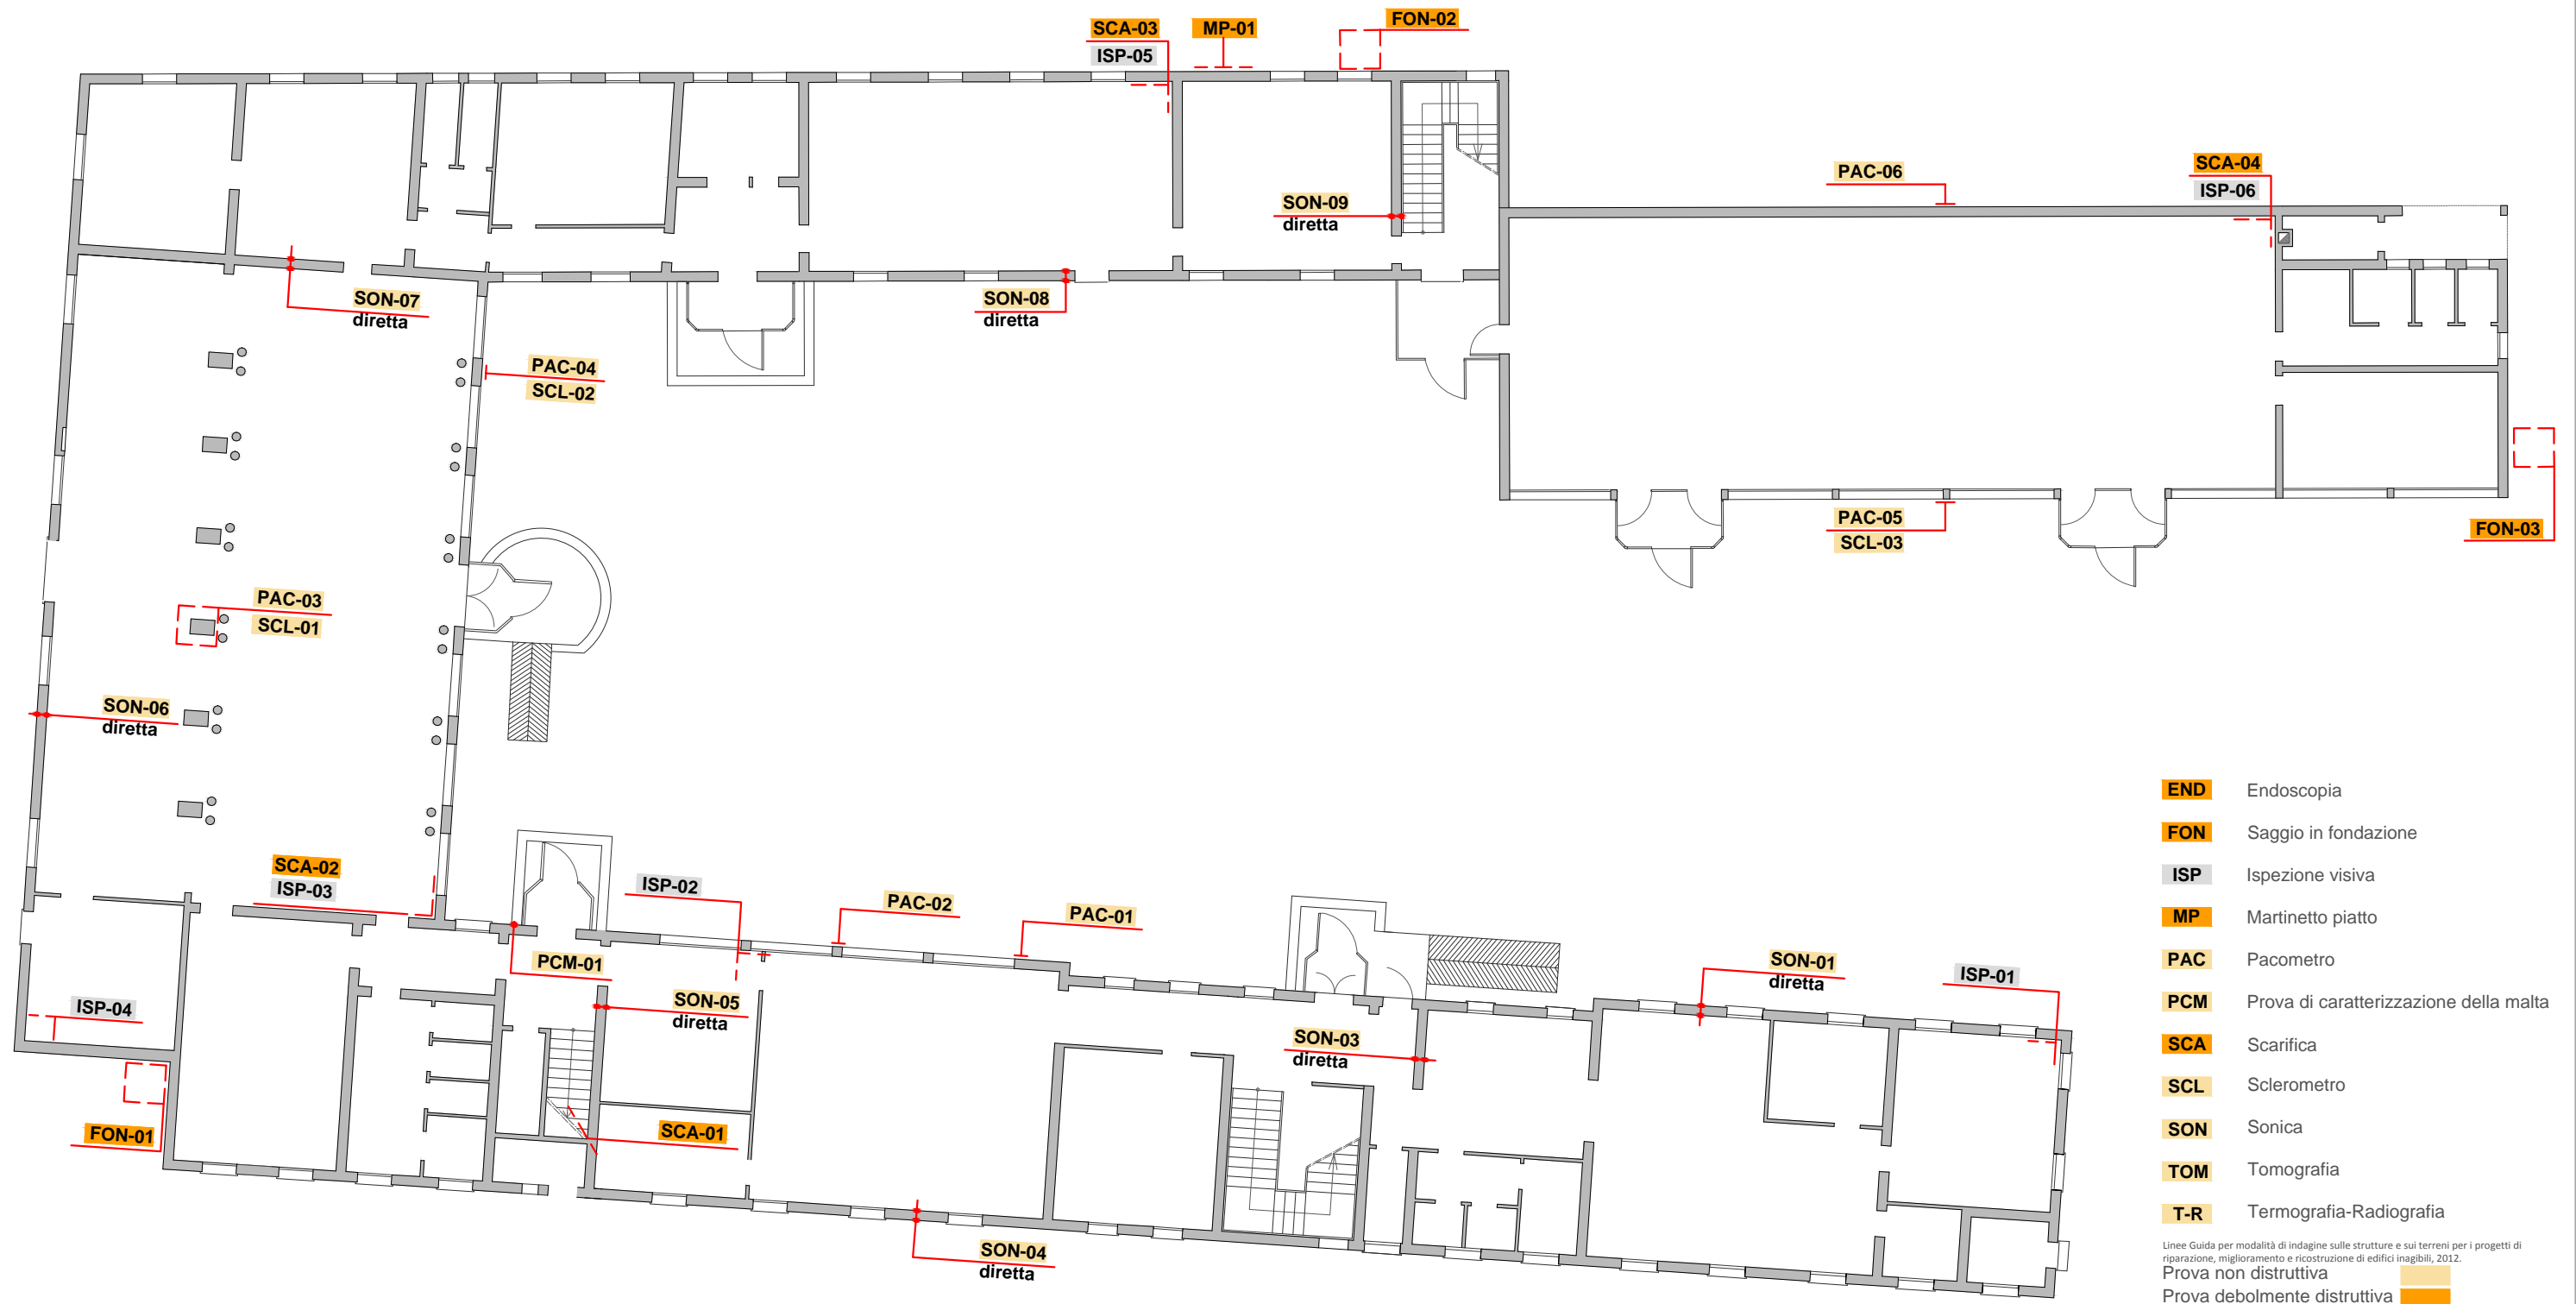 SCA-03
ISP-05
MP-01
FON-02
SCA-04
ISP-06
PAC-06
SON-09
diretta
SON-07
diretta
SON-08
diretta
PAC-04
SCL-02
PAC-05
SCL-03
FON-03
PAC-03
SCL-01
SON-06
diretta
SCA-02
ISP-03
ISP-02
PAC-02
PAC-01
PCM-01
SON-05
diretta
SON-01
diretta
ISP-01
ISP-04
SON-03
diretta
FON-01
SCA-01
SON-04
diretta
END Endoscopia
FON Saggio in fondazione
ISP Ispezione visiva
MP Martinetto piatto
PAC Pacometro
PCM Prova di caratterizzazione della malta
SCA Scarifica
SCL Sclerometro
SON Sonica
TOM Tomografia
T-R Termografia-Radiografia
Linee Guida per modalità di indagine sulle strutture e sui terreni per i progetti di
riparazione, miglioramento e ricostruzione di edifici inagibili, 2012.
Prova non distruttiva
Prova debolmente distruttiva